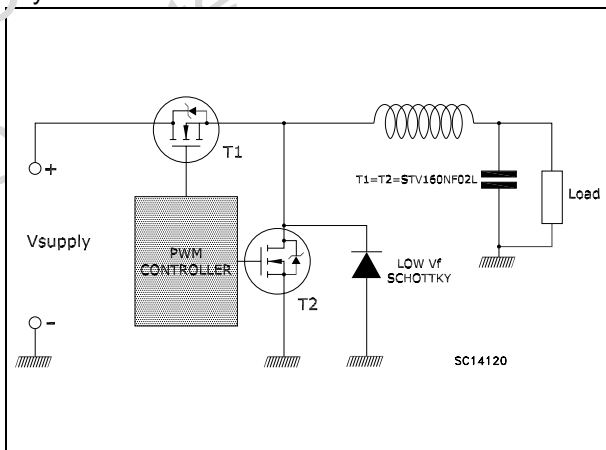 T1
T1=T2=STV160NF02L
+
Load
Vsupply
PWM
CONTROLLER
LOW Vf
SCHOTTKY
-
T2
SC14120